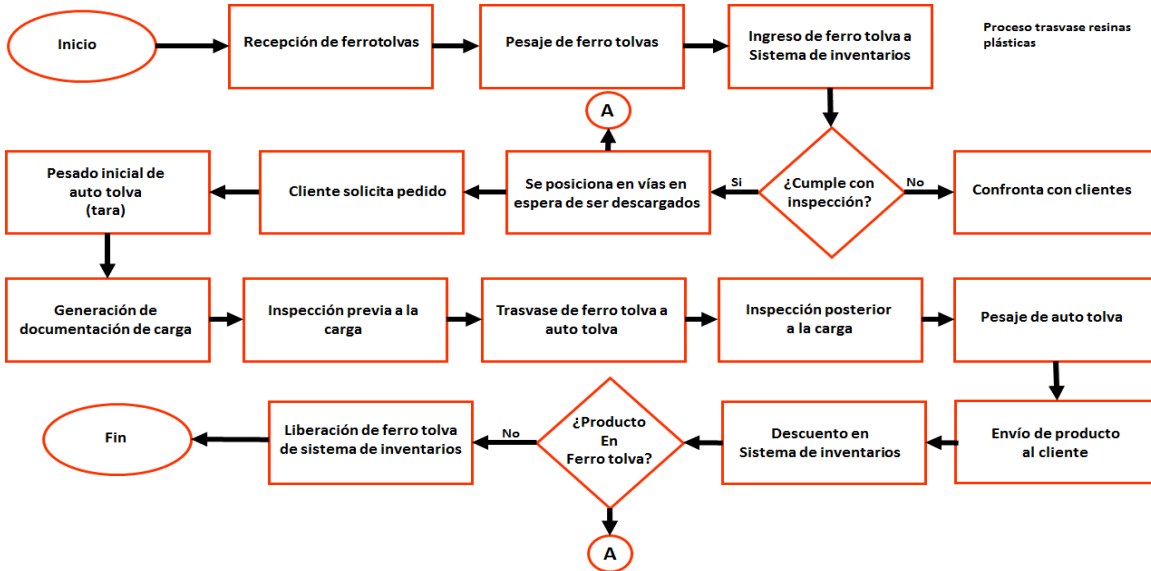 Inicio
Recepción de ferrotolvas
Pesaje de ferro tolvas
Ingreso de ferro tolva a
Sistema de inventarios
Proceso trasvase resinas
plásticas
A
Pesado inicial de
auto tolva
(tara)
Cliente solicita pedido
Se posiciona en vías en
espera de ser descargados
Si
¿Cumple con
inspección?
No
Confronta con clientes
Generación de
documentación de carga
Inspección previa a la
carga
Trasvase de ferro tolva a
auto tolva
Inspección posterior
a la carga
Pesaje de auto tolva
Fin
Liberación de ferro tolva
de sistema de inventarios
No
¿Producto
En
Ferro tolva?
Descuento en
Sistema de inventarios
Envío de producto
al cliente
A